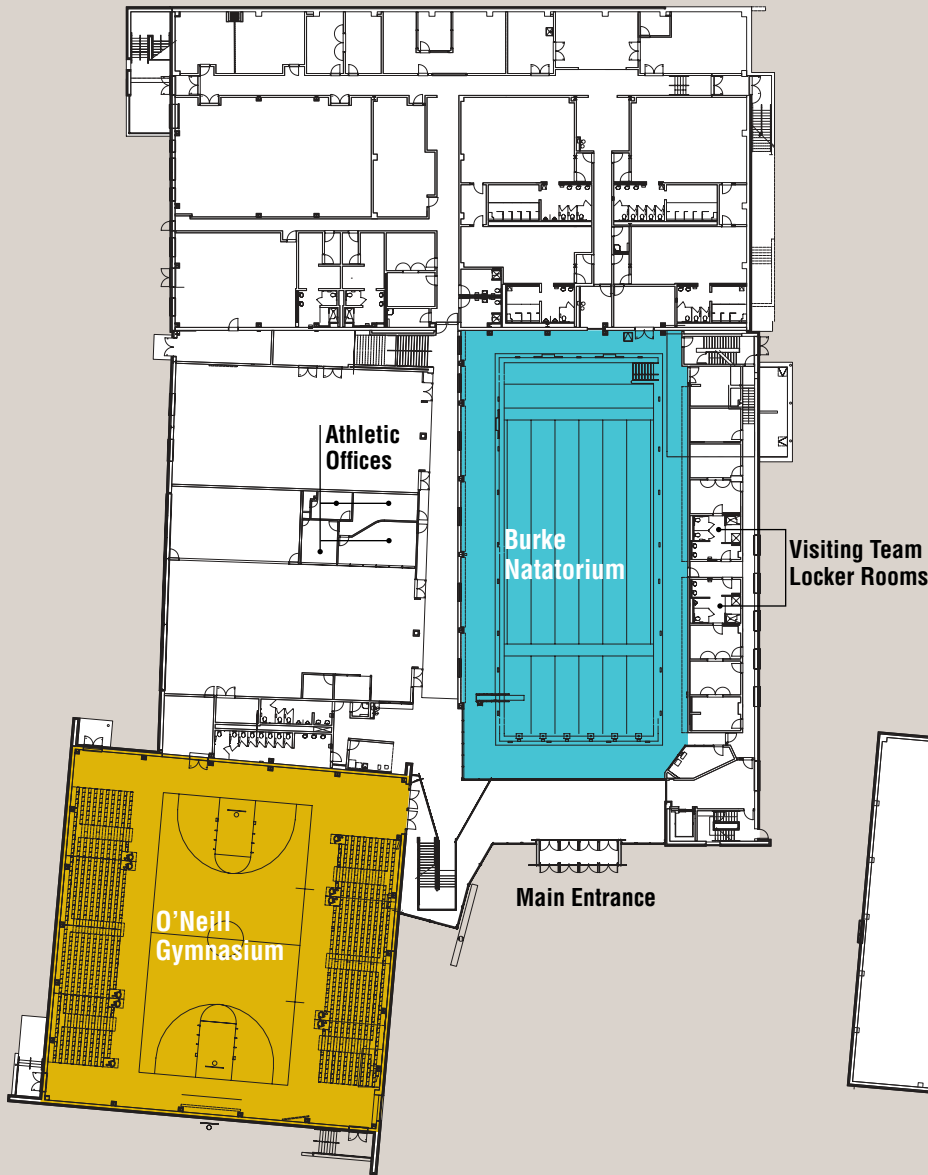 Athletic
Offices
Burke
Natatorium
Visiting Team
Locker Rooms
Main Entrance
O’Neill
Gymnasium